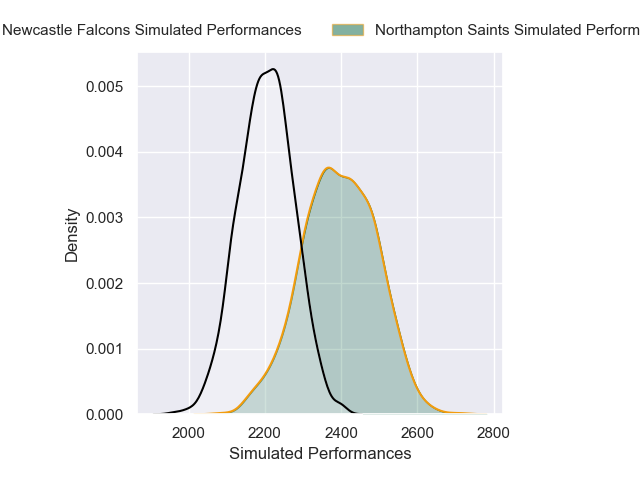 Newcastle Falcons Simulated Performances
Northampton Saints Simulated Perform
0.005
0.004
0.003
0.002
0.001
0.000
Density
2000 2200 2400 2600 2800
Simulated Performances